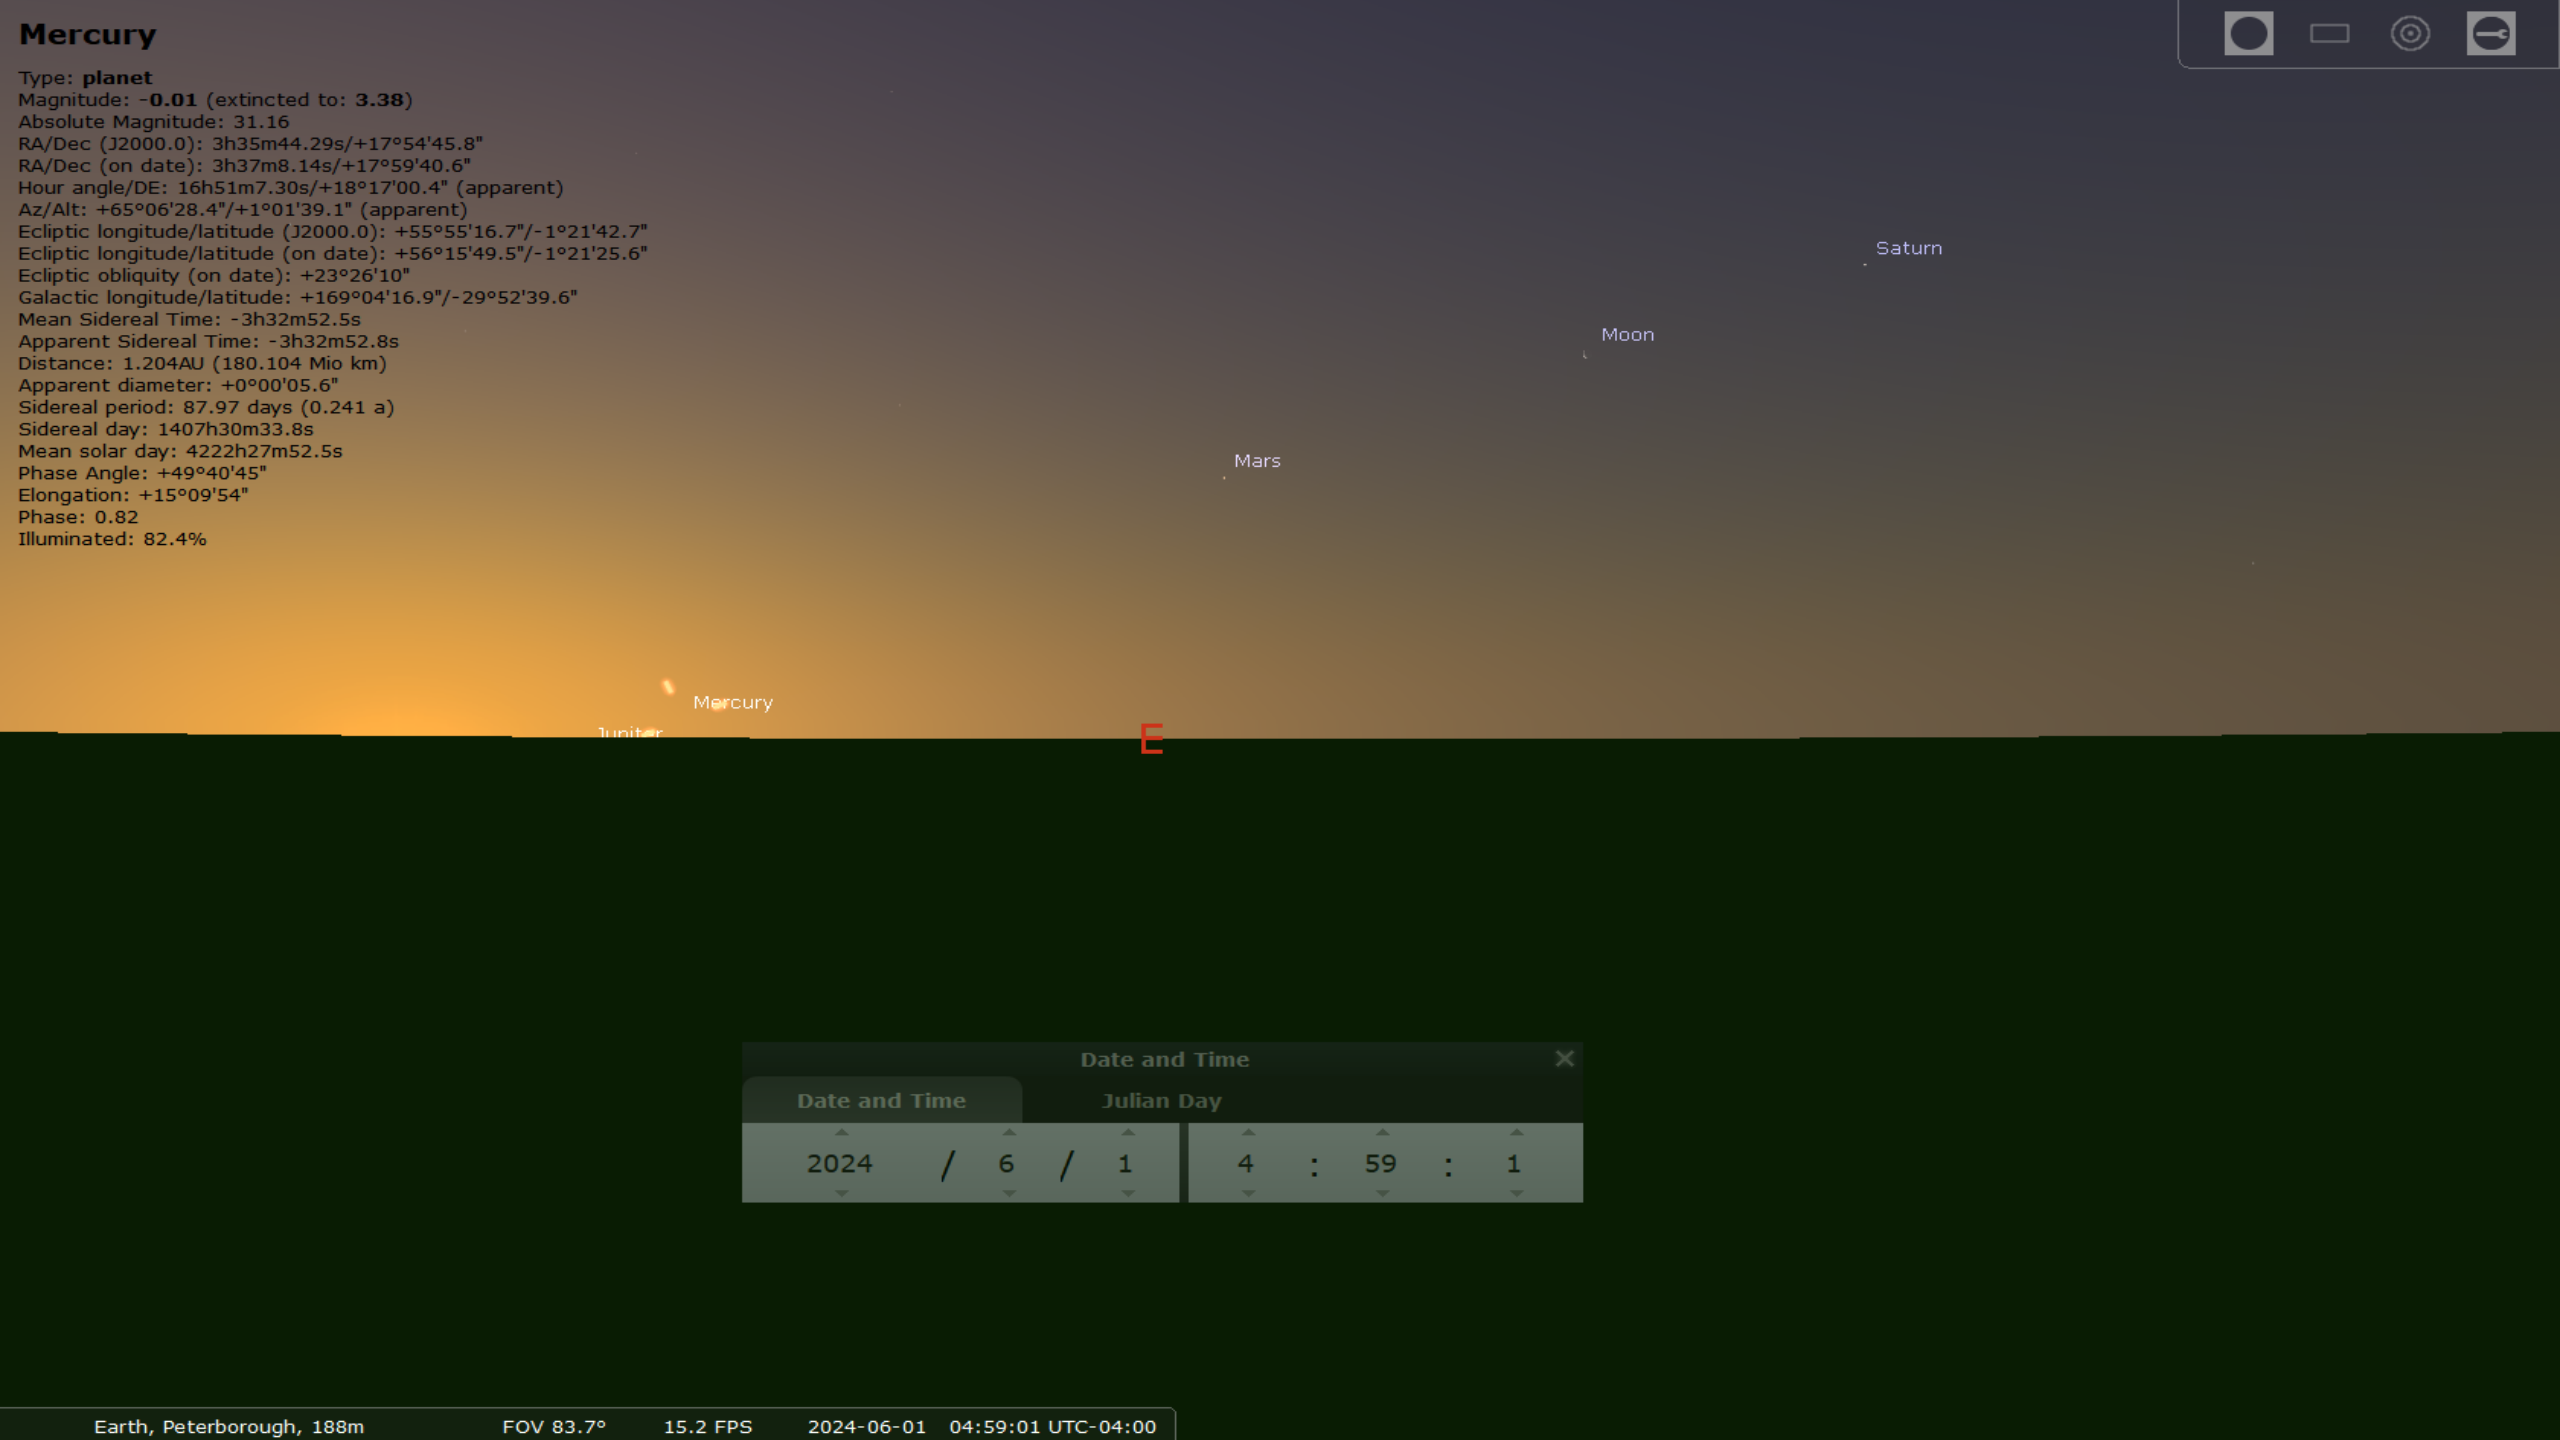 Mercury
Type: planet
Magnitude: -0.01 (extincted to: 3.38)
Absolute Magnitude: 31.16
RA/Dec (J2000.0): 3h35m44.29s/+17°54'45.8"
RA/Dec (on date): 3h37m8.14s/+17°59'40.6"
Hour angle/DE: 16h51m7.30s/+18°17'00.4" (apparent)
Az/Alt: +65°06'28.4"/+1°01'39.1" (apparent)
Ecliptic longitude/latitude (J2000.0): +55°55'16.7"/-1°21'42.7"
Ecliptic longitude/latitude (on date): +56°15'49.5"/-1°21'25.6"
Ecliptic obliquity (on date): +23°26'10"
Galactic longitude/latitude: +169°04'16.9"/-29°52'39.6"
Mean Sidereal Time: -3h32m52.5s
Apparent Sidereal Time: -3h32m52.8s
Distance: 1.204AU (180.104 Mio km)
Apparent diameter: +0°00'05.6"
Sidereal period: 87.97 days (0.241 a)
Sidereal day: 1407h30m33.8s
Mean solar day: 4222h27m52.5s
Phase Angle: +49°40'45"
Elongation: +15°09'54"
Phase: 0.82
Illuminated: 82.4%
Saturn
Moon
Mars
Mercury
Jupiter
E
Date and Time
Date and Time Julian Day
2024 / 6 / 1 4 : 59 : 1
Earth, Peterborough, 188m FOV 83.7° 15.2 FPS 2024-06-01 04:59:01 UTC-04:00